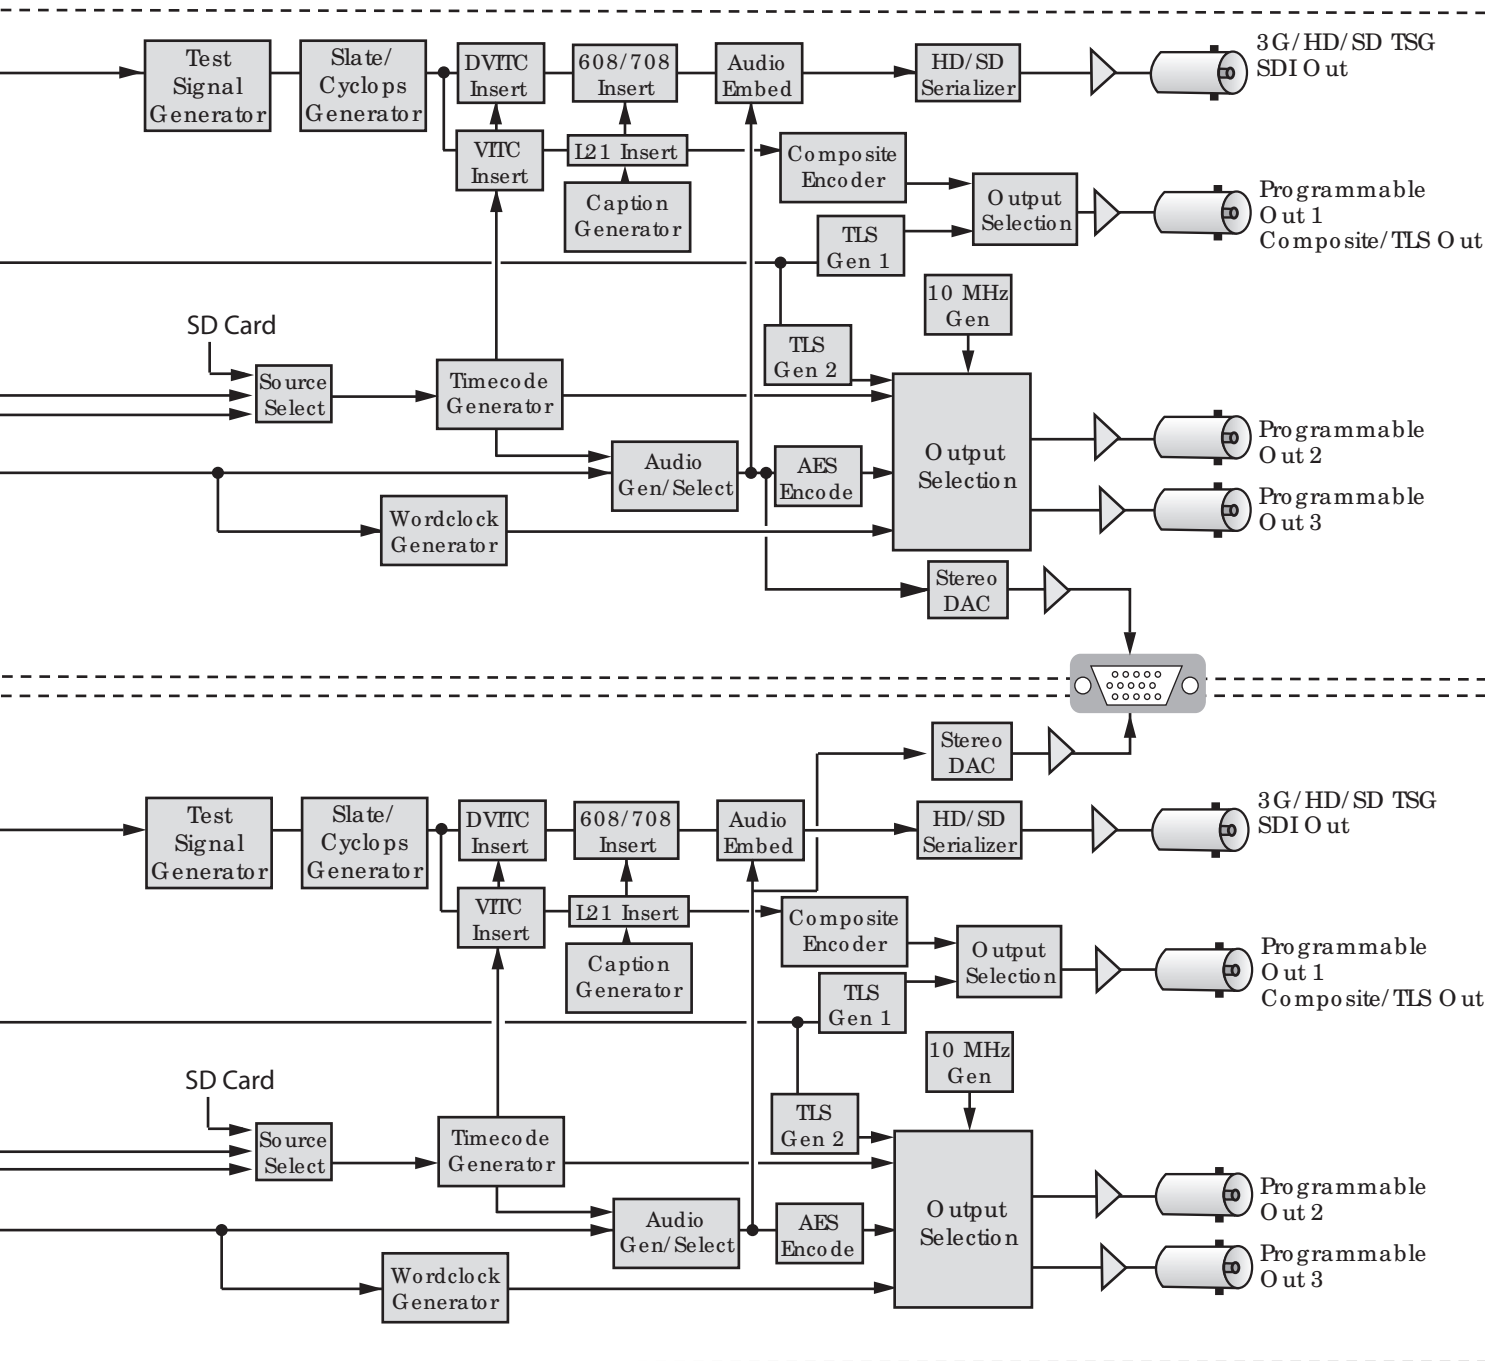 Test
Signal
Generator
Slate/
Cyclops
Generator
DVITC
Insert
608/708
Insert
Audio
Embed
HD/SD
Serializer
3G/HD/SD TSG
SDI Out
VITC
Insert
L21 Insert
Caption
Generator
Composite
Encoder
TLS
Gen 1
Output
Selection
Programmable
Out 1
Composite/TLS Out
10 MHz
Gen
SD Card
Source
Select
Timecode
Generator
TLS
Gen 2
Audio
Gen/Select
AES
Encode
Output
Selection
Programmable
Out 2
Programmable
Out 3
Wordclock
Generator
Stereo
DAC
Stereo
DAC
Test
Signal
Generator
Slate/
Cyclops
Generator
DVITC
Insert
608/708
Insert
Audio
Embed
HD/SD
Serializer
3G/HD/SD TSG
SDI Out
VITC
Insert
L21 Insert
Caption
Generator
Composite
Encoder
TLS
Gen 1
Output
Selection
Programmable
Out 1
Composite/TLS Out
10 MHz
Gen
SD Card
Source
Select
Timecode
Generator
TLS
Gen 2
Audio
Gen/Select
AES
Encode
Output
Selection
Programmable
Out 2
Programmable
Out 3
Wordclock
Generator